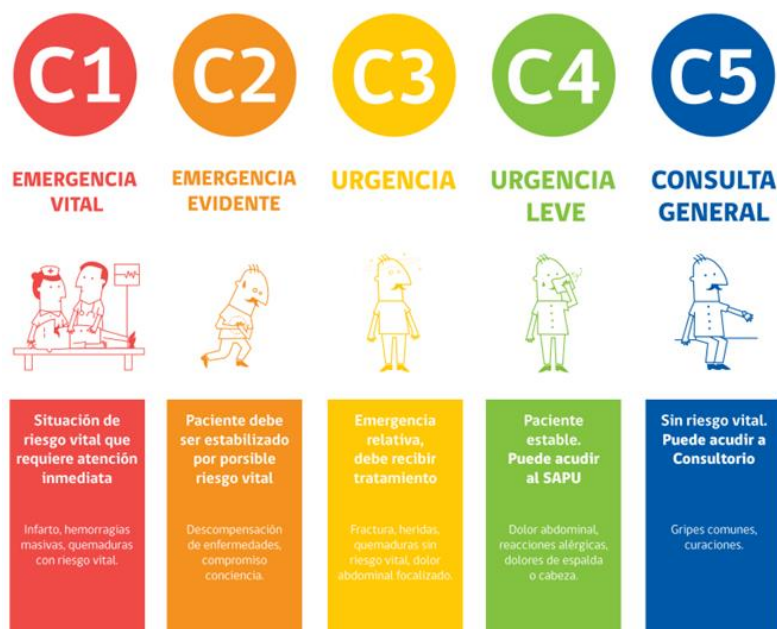 C1
EMERGENCIA
VITAL
Situación de
riesgo vital que
requiere atención
inmediata
Infarto, hemorragias
masivas, quemaduras
con riesgo vital.
C2
EMERGENCIA
EVIDENTE
Paciente debe
ser estabilizado
por porsible
riesgo vital
Descompensación
de enfermedades,
compromiso
conciencia.
C3
URGENCIA
Emergencia
relativa,
debe recibir
tratamiento
Fractura, heridas,
quemaduras sin
riesgo vital, dolor
abdominal focalizado.
C4
URGENCIA
LEVE
Paciente
estable.
Puede acudir
al SAPU
Dolor abdominal,
reacciones alérgicas,
dolores de espalda
o cabeza.
C5
CONSULTA
GENERAL
Sin riesgo vital.
Puede acudir a
Consultorio
Gripes comunes,
curaciones.